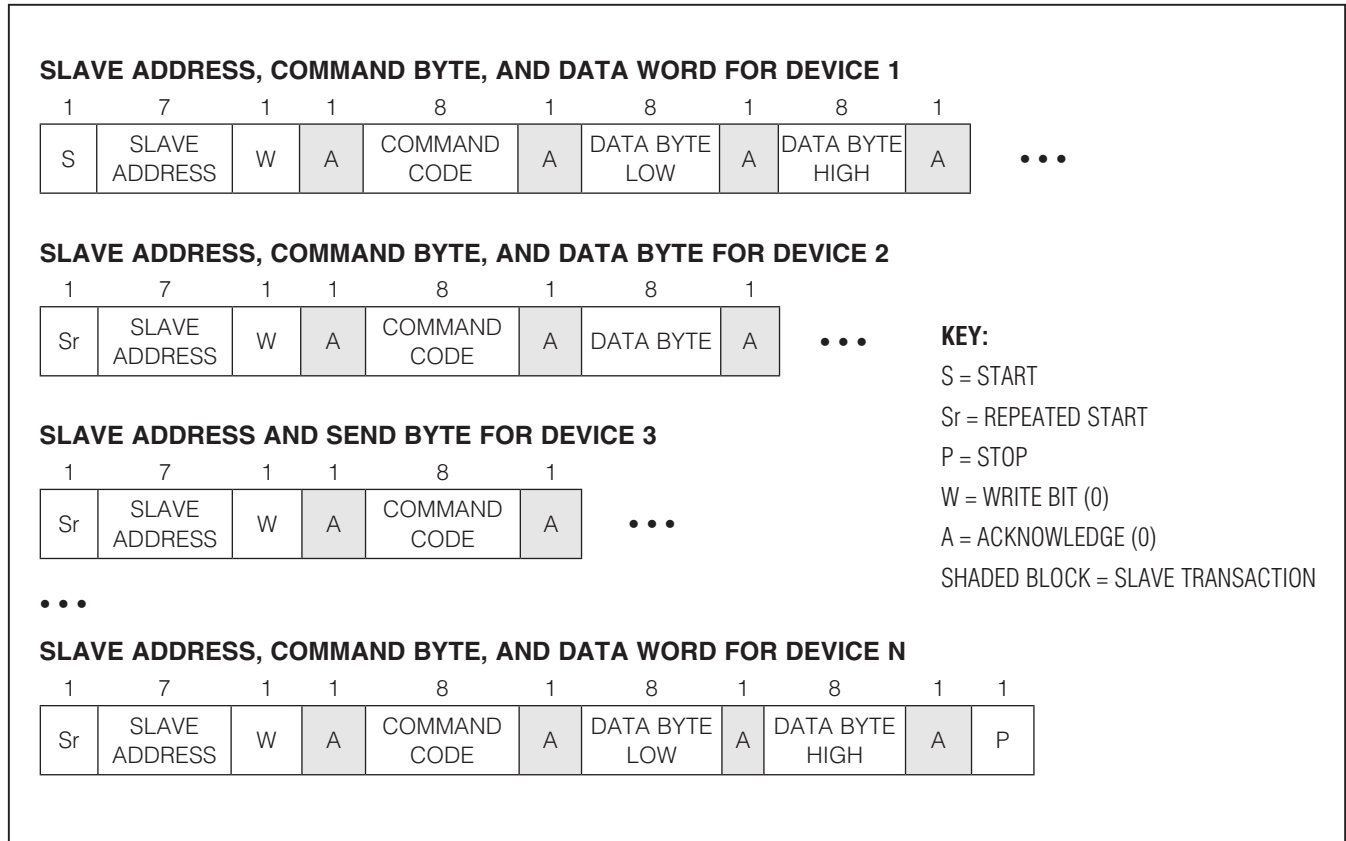 SLAVE ADDRESS, COMMAND BYTE, AND DATA WORD FOR DEVICE 1
1 7 1 1 8 1 8 1 8 1
S SLAVE ADDRESS W A COMMAND CODE A DATA BYTE LOW A DATA BYTE HIGH A • • •
SLAVE ADDRESS, COMMAND BYTE, AND DATA BYTE FOR DEVICE 2
1 7 1 1 8 1 8 1
Sr SLAVE ADDRESS W A COMMAND CODE A DATA BYTE A • • •
SLAVE ADDRESS AND SEND BYTE FOR DEVICE 3
1 7 1 1 8 1
Sr SLAVE ADDRESS W A COMMAND CODE A • • •
• • •
SLAVE ADDRESS, COMMAND BYTE, AND DATA WORD FOR DEVICE N
1 7 1 1 8 1 8 1 8 1 1
Sr SLAVE ADDRESS W A COMMAND CODE A DATA BYTE LOW A DATA BYTE HIGH A P
KEY:
S = START
Sr = REPEATED START
P = STOP
W = WRITE BIT (0)
A = ACKNOWLEDGE (0)
SHADED BLOCK = SLAVE TRANSACTION